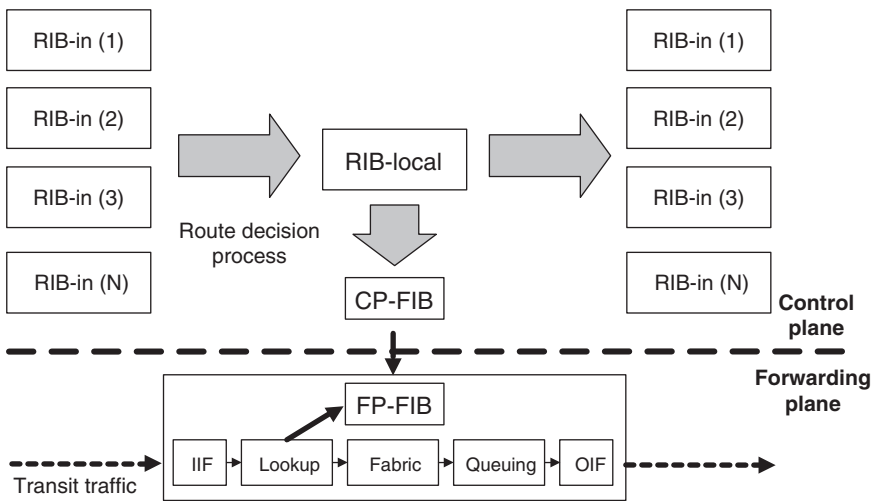 RIB-in (1)
RIB-in (2)
RIB-in (3)
RIB-in (N)
Route decision
process
RIB-local
CP-FIB
RIB-in (1)
RIB-in (2)
RIB-in (3)
RIB-in (N)
Control
plane
Forwarding
plane
FP-FIB
IIF
Lookup
Fabric
Queuing
OIF
Transit traffic